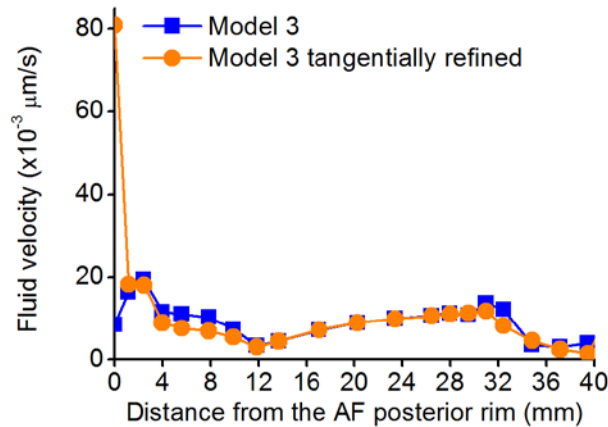 Model 3
Model 3 tangentially refined
Fluid velocity (x10⁻³ μm/s)
80
60
40
20
0
0 4 8 12 16 20 24 28 32 36 40
Distance from the AF posterior rim (mm)